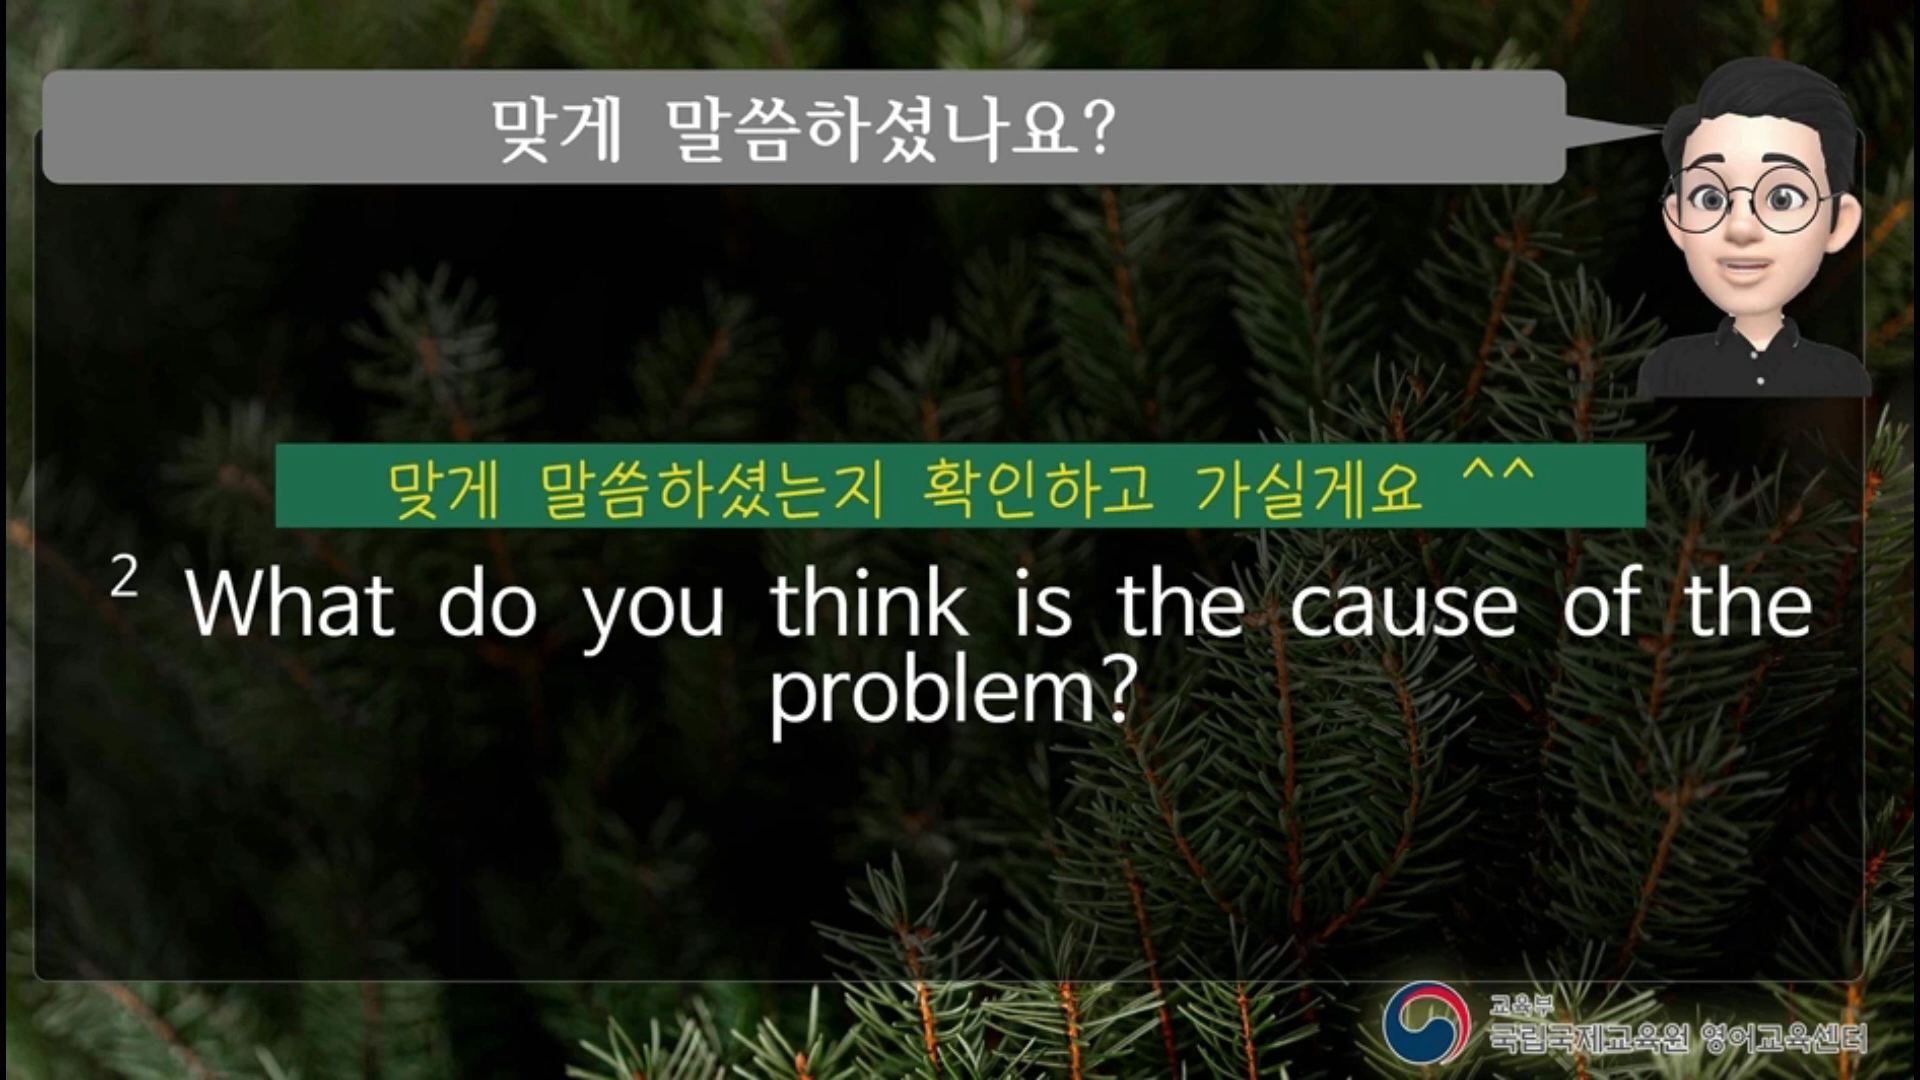 맞게 말씀하셨나요?
맞게 말씀하셨는지 확인하고 가실게요 ^^
2 What do you think is the cause of the
problem?
교육부
국립국제교육원 영어교육센터